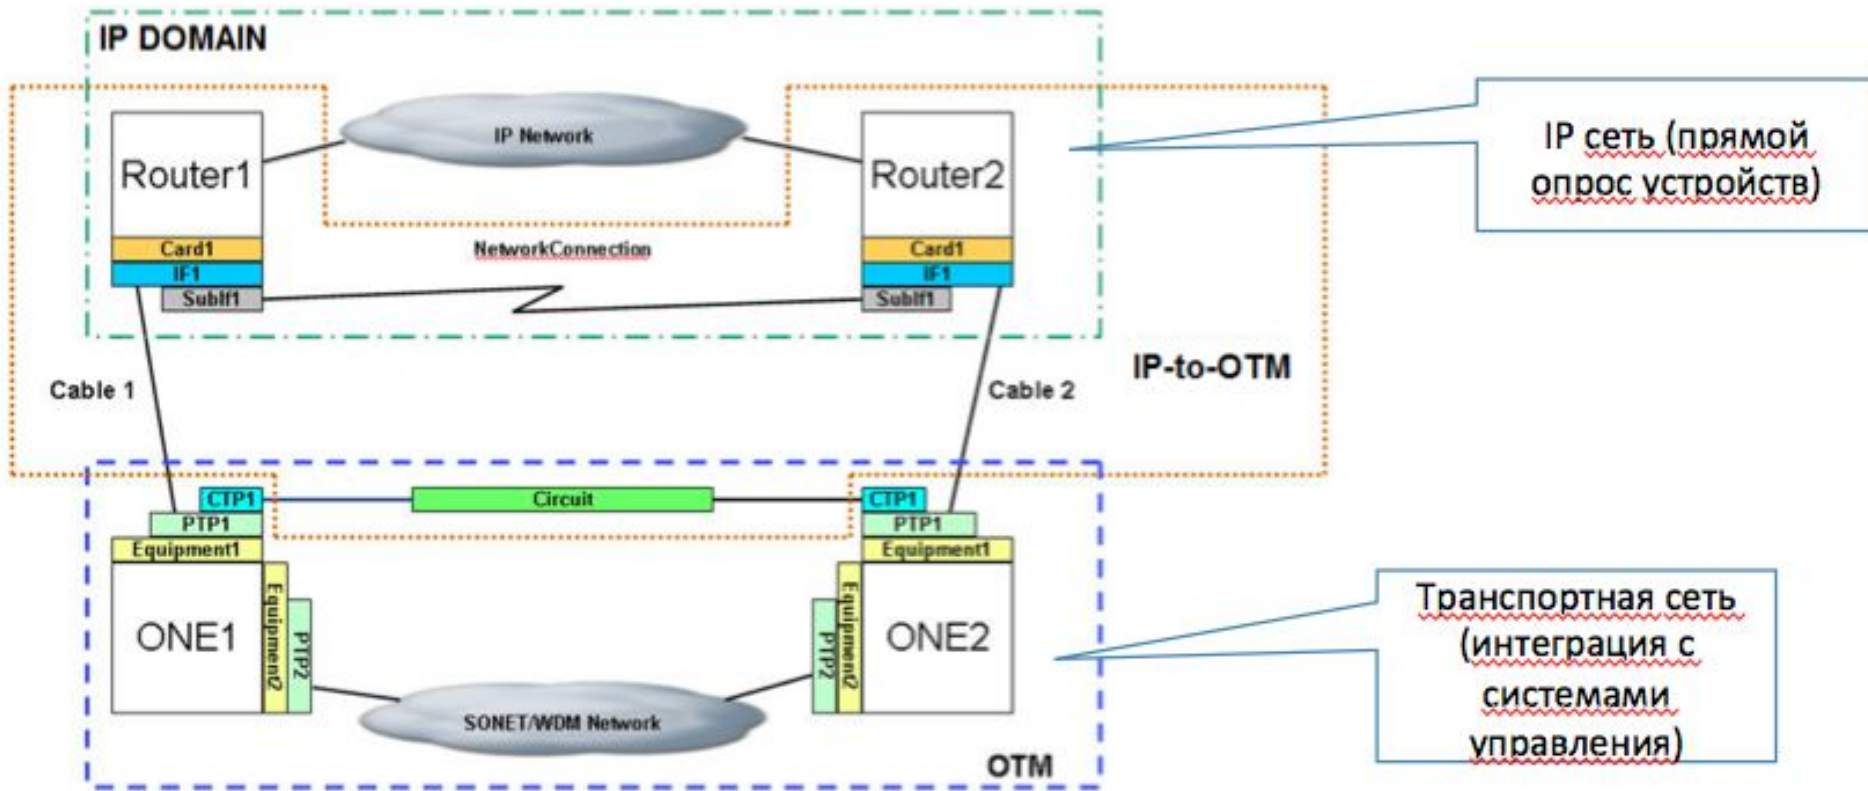 IP DOMAIN
IP Network
Router1
Router2
IP сеть (прямой
опрос устройств)
Card1
NetworkConnection
Card1
IF1
IF1
SubIf1
SubIf1
IP-to-OTM
Cable 1
Cable 2
CTP1
Circuit
CTP1
PTP1
PTP1
Equipment1
Equipment1
ONE1
Equipment2
PTP2
PTP2
Equipment2
ONE2
Транспортная сеть
(интеграция с
системами
управления)
SONET/WDM Network
OTM